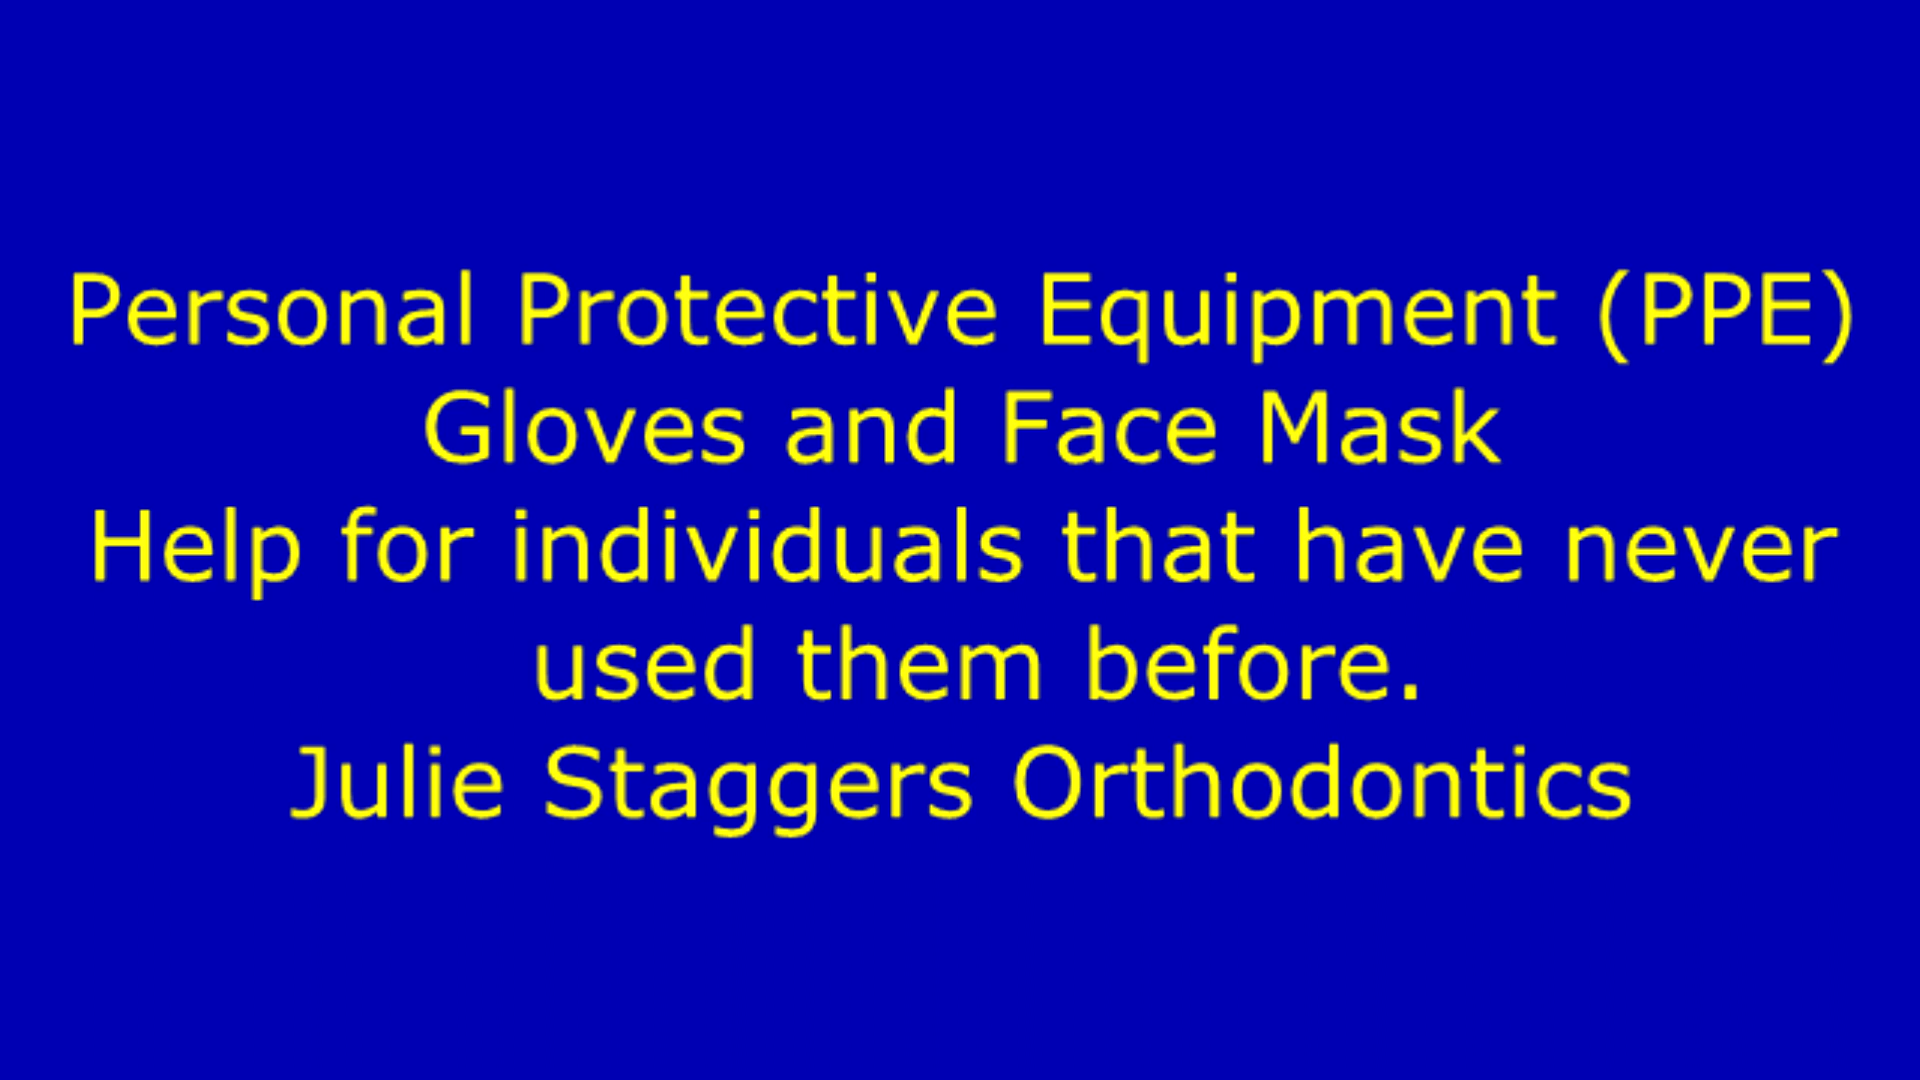 Personal Protective Equipment (PPE)
Gloves and Face Mask
Help for individuals that have never
used them before.
Julie Staggers Orthodontics